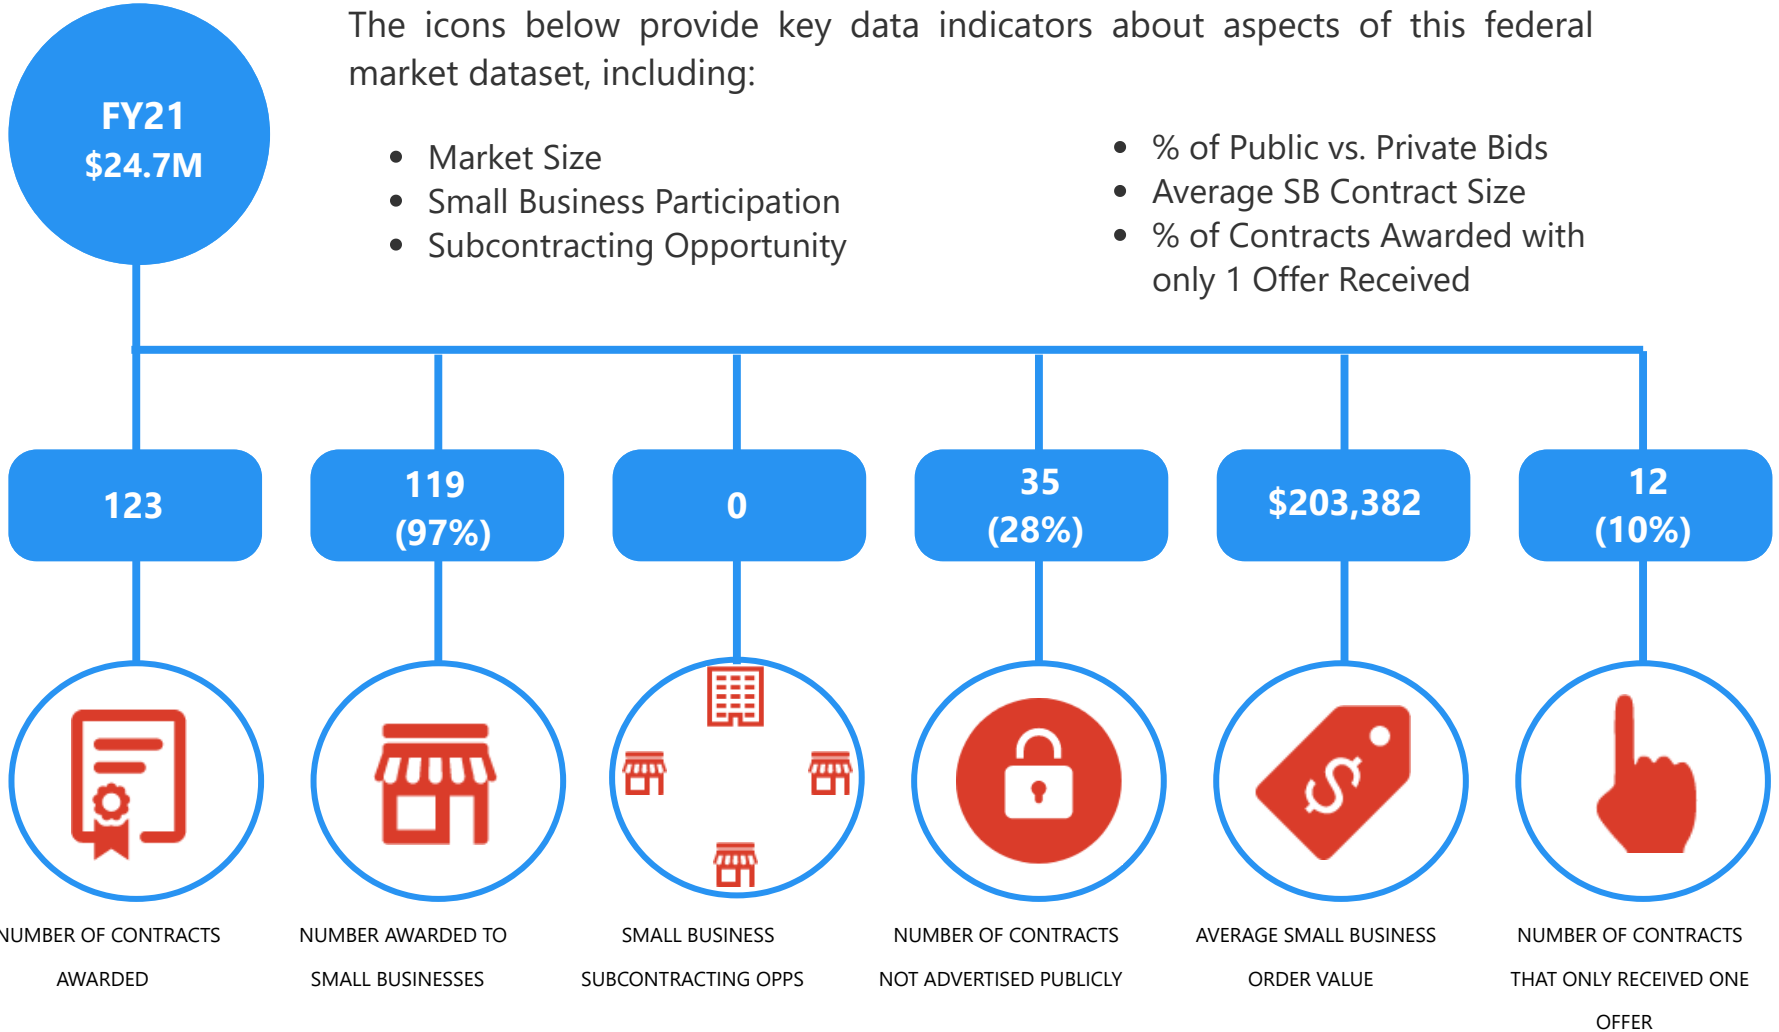 FY21
$24.7M
The icons below provide key data indicators about aspects of this federal
market dataset, including:
• Market Size
• Small Business Participation
• Subcontracting Opportunity
• % of Public vs. Private Bids
• Average SB Contract Size
• % of Contracts Awarded with
only 1 Offer Received
123
119
(97%)
0
35
(28%)
$203,382
12
(10%)
$
NUMBER OF CONTRACTS
AWARDED
NUMBER AWARDED TO
SMALL BUSINESSES
SMALL BUSINESS
SUBCONTRACTING OPPS
NUMBER OF CONTRACTS
NOT ADVERTISED PUBLICLY
AVERAGE SMALL BUSINESS
ORDER VALUE
NUMBER OF CONTRACTS
THAT ONLY RECEIVED ONE
OFFER